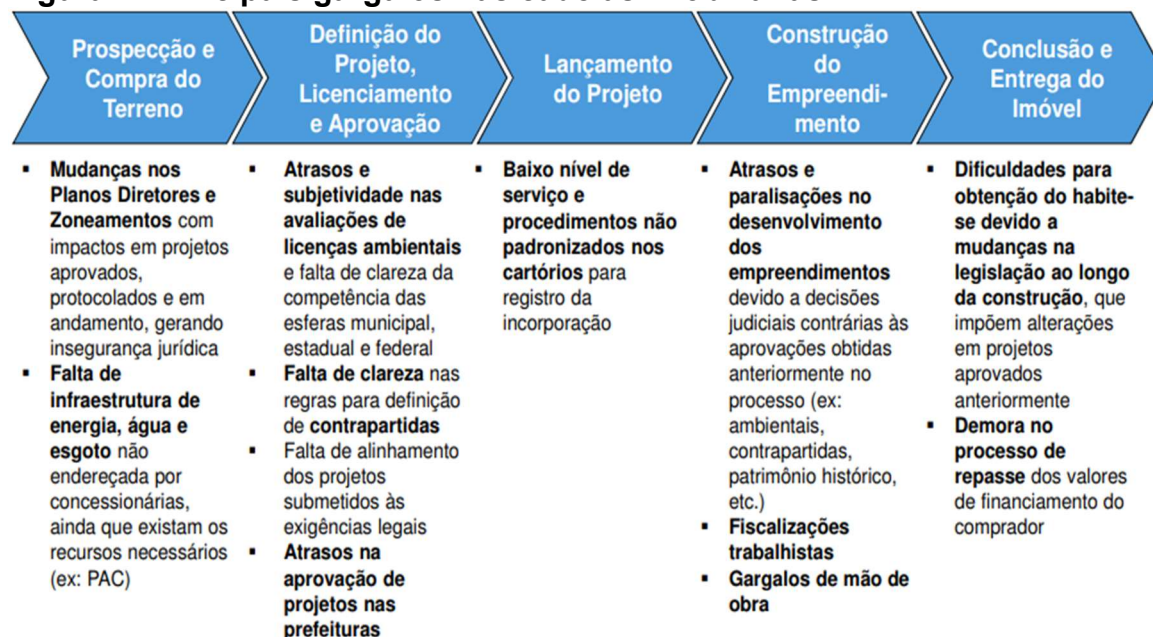 Prospecção e
Compra do
Terreno
Definição do
Projeto,
Licenciamento
e Aprovação
Lançamento
do Projeto
Construção
do
Empreendi-
mento
Conclusão e
Entrega do
Imóvel
▪ Mudanças nos
Planos Diretores e
Zoneamentos com
impactos em projetos
aprovados,
protocolados e em
andamento, gerando
insegurança jurídica
▪ Falta de
infraestrutura de
energia, água e
esgoto não
endereçada por
concessionárias,
ainda que existam os
recursos necessários
(ex: PAC)
▪ Atrasos e
subjetividade nas
avaliações de
licenças ambientais
e falta de clareza da
competência das
esferas municipal,
estadual e federal
▪ Falta de clareza nas
regras para definição
de contrapartidas
▪ Falta de alinhamento
dos projetos
submetidos às
exigências legais
▪ Atrasos na
aprovação de
projetos nas
prefeituras
▪ Baixo nível de
serviço e
procedimentos não
padronizados nos
cartórios para
registro da
incorporação
▪ Atrasos e
paralisações no
desenvolvimento
dos
empreendimentos
devido a decisões
judiciais contrárias às
aprovações obtidas
anteriormente no
processo (ex:
ambientais,
contrapartidas,
patrimônio histórico,
etc.)
▪ Fiscalizações
trabalhistas
▪ Gargalos de mão de
obra
▪ Dificuldades para
obtenção do habite-
se devido a
mudanças na
legislação ao longo
da construção, que
impõem alterações
em projetos
aprovados
anteriormente
▪ Demora no
processo de
repasse dos valores
de financiamento do
comprador